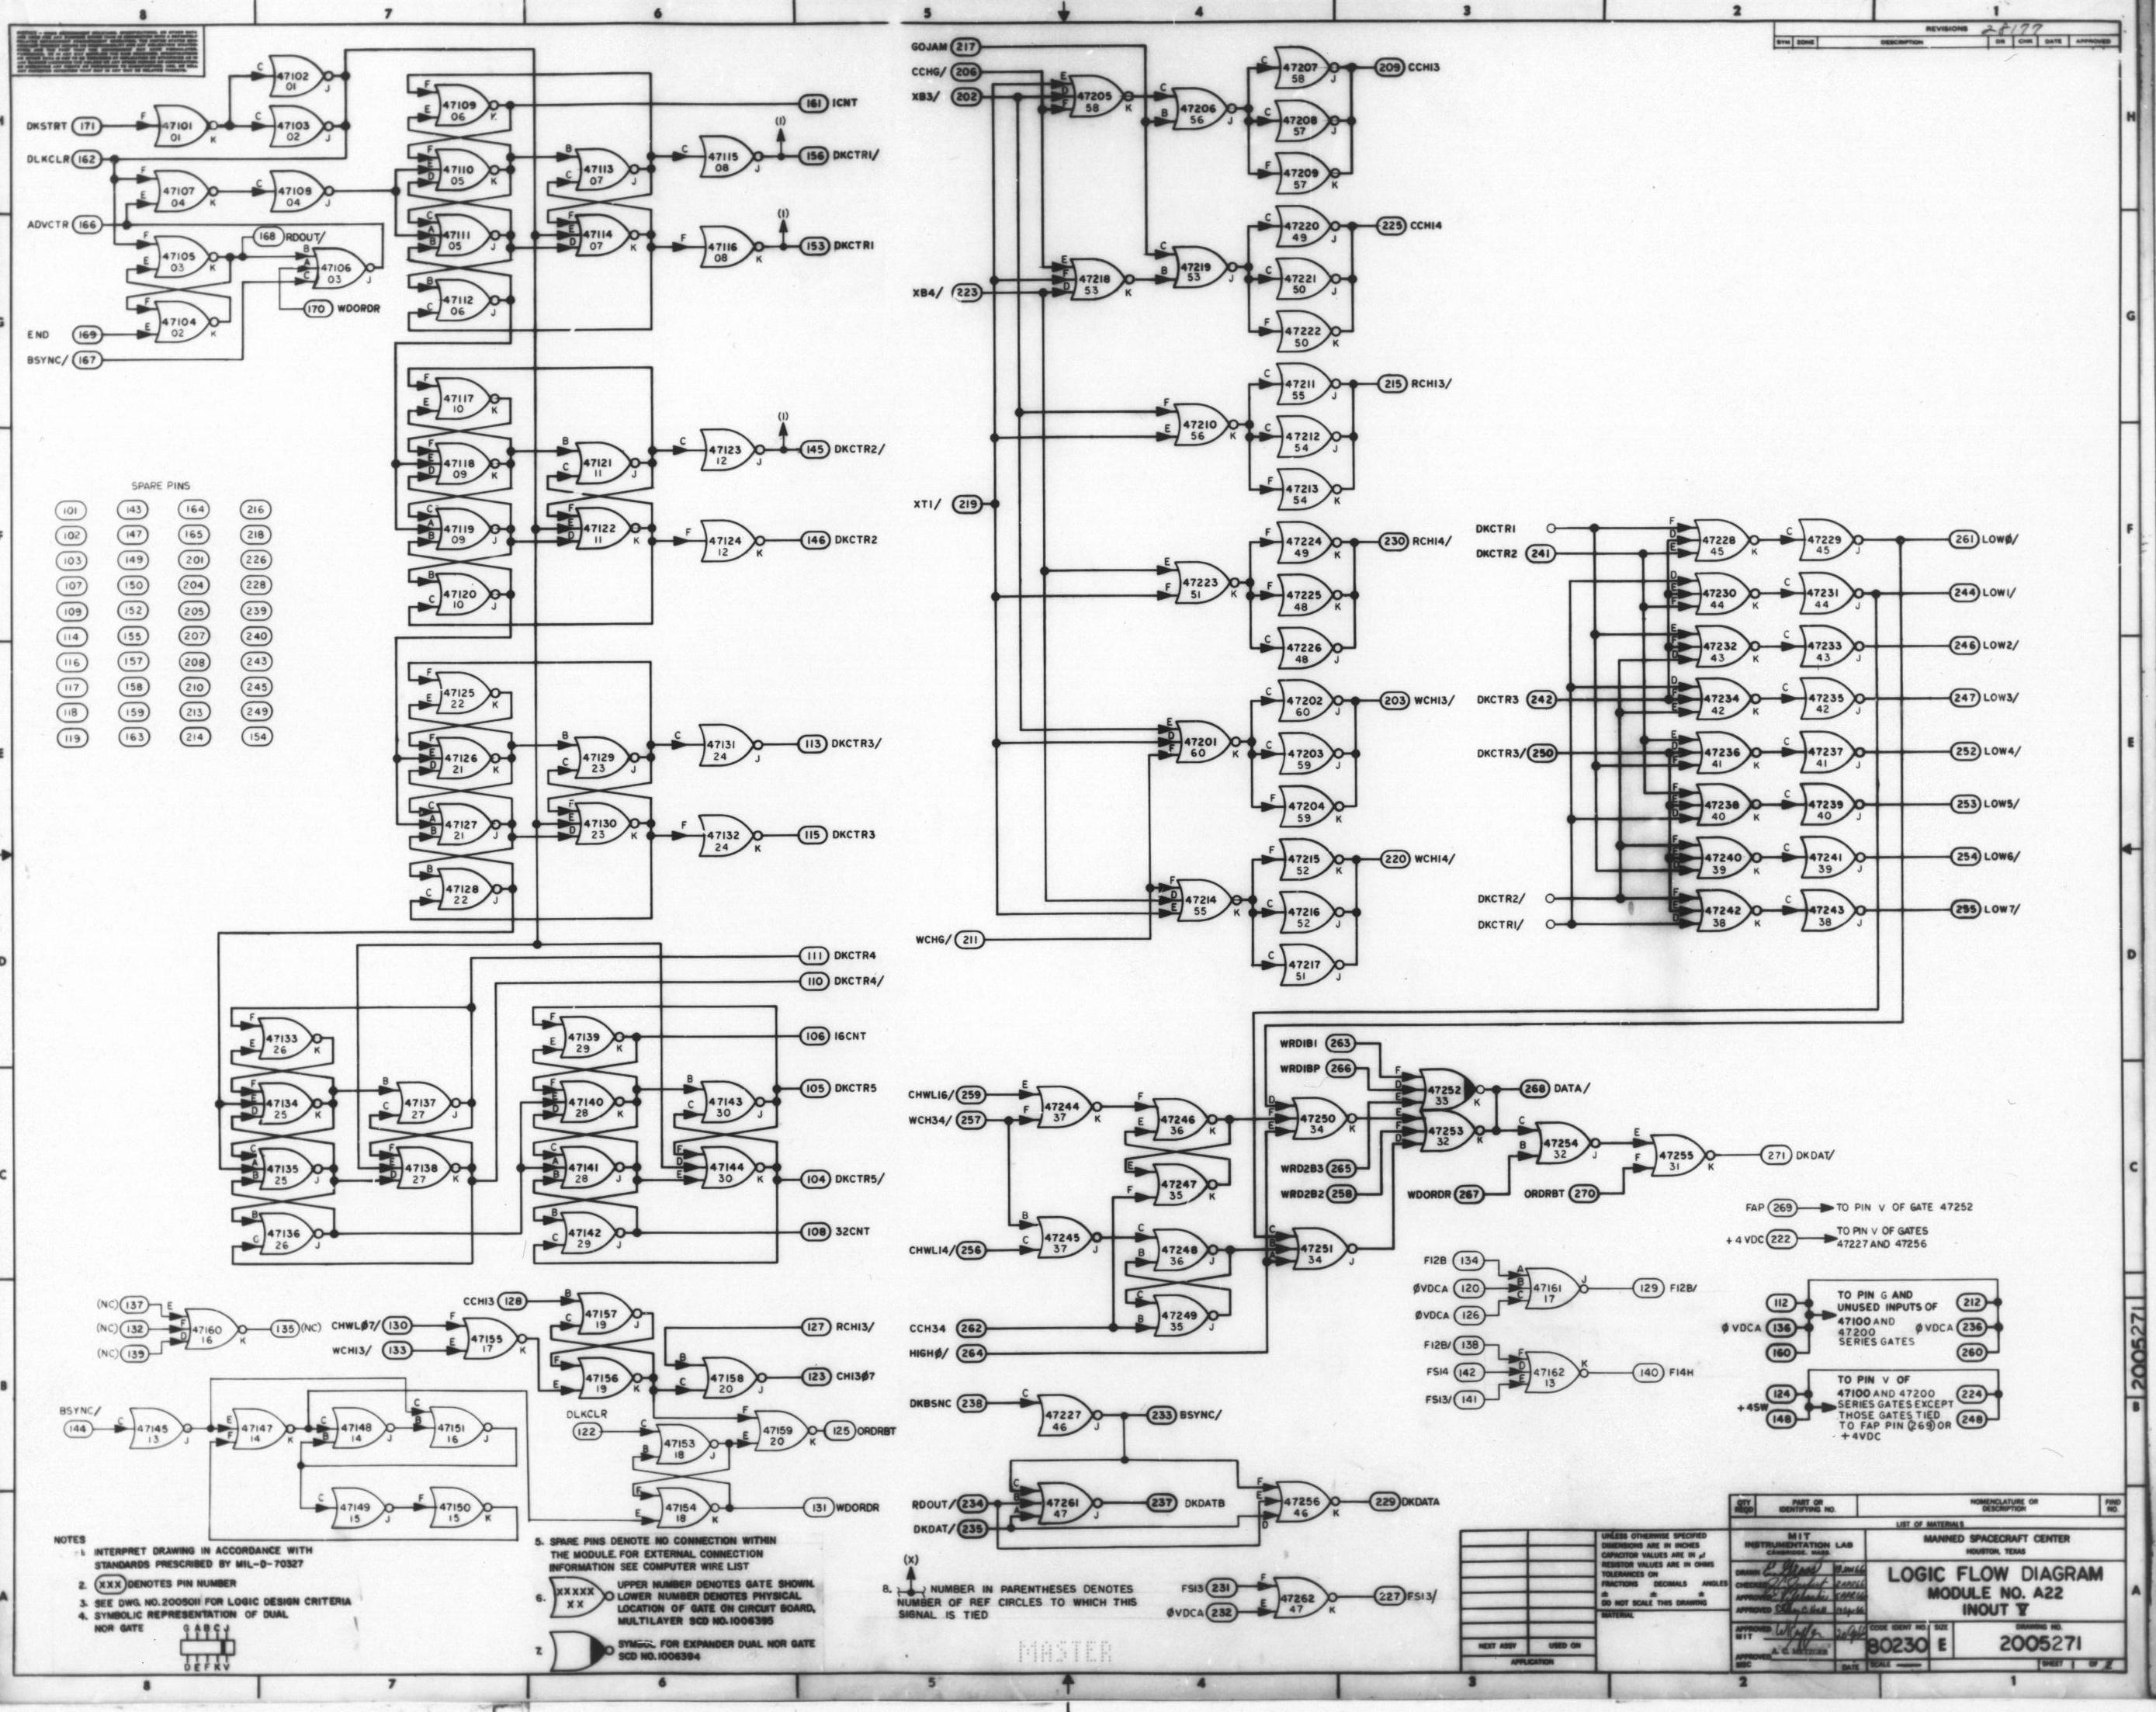 8 7 6 5 4 3 2 1
REVISIONS 28177
SYM ZONE DESCRIPTION DR CHK DATE APPROVED
DKSTRT 171
DLKCLR 162
ADVCTR 166
168 RDOUT/
170 WDORDR
END 169
BSYNC/ 167
47101 01
47102 01
47103 02
47107 04
47108 04
47105 03
47106 03
47104 02
47109 06
47110 05
47111 05
47112 06
47113 07
47114 07
47115 08
47116 08
161 ICNT
(1)
156 DKCTR1/
(1)
153 DKCTR1
47117 10
47118 09
47119 09
47120 10
47121 11
47122 11
47123 12
47124 12
(1)
145 DKCTR2/
146 DKCTR2
47125 22
47126 21
47127 21
47128 22
47129 23
47130 23
47131 24
47132 24
113 DKCTR3/
115 DKCTR3
SPARE PINS
101 143 164 216
102 147 165 218
103 149 201 226
107 150 204 228
109 152 205 239
114 155 207 240
116 157 208 243
117 158 210 245
118 159 213 249
119 163 214 154
111 DKCTR4
110 DKCTR4/
106 16CNT
105 DKCTR5
104 DKCTR5/
108 32CNT
47133 26
47134 25
47135 25
47136 26
47137 27
47138 27
47139 29
47140 28
47141 28
47142 29
47143 30
47144 30
(NC) 137
(NC) 132
(NC) 139
47160 16
135 (NC)
CCH13 128
CHWLØ7/ 130
WCH13/ 133
47155 17
47157 19
47156 19
47158 20
127 RCH13/
123 CH13Ø7
BSYNC/
144
47145 13
47147 14
47148 14
47151 16
47149 15
47150 15
DLKCLR
122
47153 18
47154 18
47159 20
125 ORDRBT
131 WDORDR
GOJAM 217
CCHG/ 206
XB3/ 202
XB4/ 223
XT1/ 219
WCHG/ 211
47205 58
47206 56
47207 58
47208 57
47209 57
209 CCH13
47218 53
47219 53
47220 49
47221 50
47222 50
225 CCH14
47210 56
47211 55
47212 54
47213 54
215 RCH13/
47223 51
47224 49
47225 48
47226 48
230 RCH14/
47201 60
47202 60
47203 59
47204 59
203 WCH13/
47214 55
47215 52
47216 52
47217 51
220 WCH14/
DKCTR1
DKCTR2 241
DKCTR3 242
DKCTR3/ 250
DKCTR2/
DKCTR1/
47228 45 47229 45 261 LOWØ/
47230 44 47231 44 244 LOW1/
47232 43 47233 43 246 LOW2/
47234 42 47235 42 247 LOW3/
47236 41 47237 41 252 LOW4/
47238 40 47239 40 253 LOW5/
47240 39 47241 39 254 LOW6/
47242 38 47243 38 255 LOW7/
WRD1B1 263
WRD1BP 266
WRD2B3 265
WRD2B2 258
CHWL16/ 259
WCH34/ 257
CHWL14/ 256
CCH34 262
HIGHØ/ 264
47244 37
47245 37
47246 36
47247 35
47248 36
47249 35
47250 34
47251 34
47252 33
47253 32
268 DATA/
47254 32
47255 31
WDORDR 267
ORDRBT 270
271 DKDAT/
DKBSNC 238
47227 46
233 BSYNC/
RDOUT/ 234
DKDAT/ 235
47261 47
237 DKDATB
47256 46
229 DKDATA
FS13 231
ØVDCA 232
47262 47
227 FS13/
F12B 134
ØVDCA 120
ØVDCA 126
47161 17
129 F12B/
F12B/ 138
FS14 142
FS13/ 141
47162 13
140 F14H
FAP 269 TO PIN V OF GATE 47252
+4 VDC 222 TO PIN V OF GATES
47227 AND 47256
112 212
ØVDCA 136 ØVDCA 236
160 260
TO PIN G AND
UNUSED INPUTS OF
47100 AND
47200
SERIES GATES
124 224
+4SW
148 248
TO PIN V OF
47100 AND 47200
SERIES GATES EXCEPT
THOSE GATES TIED
TO FAP PIN (269) OR
+4VDC
NOTES
1. INTERPRET DRAWING IN ACCORDANCE WITH
STANDARDS PRESCRIBED BY MIL-D-70327
2. XXX DENOTES PIN NUMBER
3. SEE DWG. NO. 2005011 FOR LOGIC DESIGN CRITERIA
4. SYMBOLIC REPRESENTATION OF DUAL
NOR GATE
G A B C J
D E F K V
5. SPARE PINS DENOTE NO CONNECTION WITHIN
THE MODULE. FOR EXTERNAL CONNECTION
INFORMATION SEE COMPUTER WIRE LIST
6. XXXXX XX UPPER NUMBER DENOTES GATE SHOWN.
LOWER NUMBER DENOTES PHYSICAL
LOCATION OF GATE ON CIRCUIT BOARD,
MULTILAYER SCD NO. 1006395
7. SYMBOL FOR EXPANDER DUAL NOR GATE
SCD NO. 1006394
(X)
8. NUMBER IN PARENTHESES DENOTES
NUMBER OF REF CIRCLES TO WHICH THIS
SIGNAL IS TIED
MASTER
NEXT ASSY USED ON
APPLICATION
UNLESS OTHERWISE SPECIFIED
DIMENSIONS ARE IN INCHES
RESISTOR VALUES ARE IN OHMS
TOLERANCES ON
FRACTIONS DECIMALS ANGLES
DO NOT SCALE THIS DRAWING
MATERIAL
QTY REQD PART OR IDENTIFYING NO. NOMENCLATURE OR DESCRIPTION FIND NO.
LIST OF MATERIALS
MIT
INSTRUMENTATION LAB
CAMBRIDGE, MASS.
MANNED SPACECRAFT CENTER
HOUSTON, TEXAS
LOGIC FLOW DIAGRAM
MODULE NO. A22
INOUT V
CODE IDENT NO. SIZE DRAWING NO.
80230 E 2005271
SCALE SHEET 1 OF 2
2005271
8 7 6 5 4 3 2 1